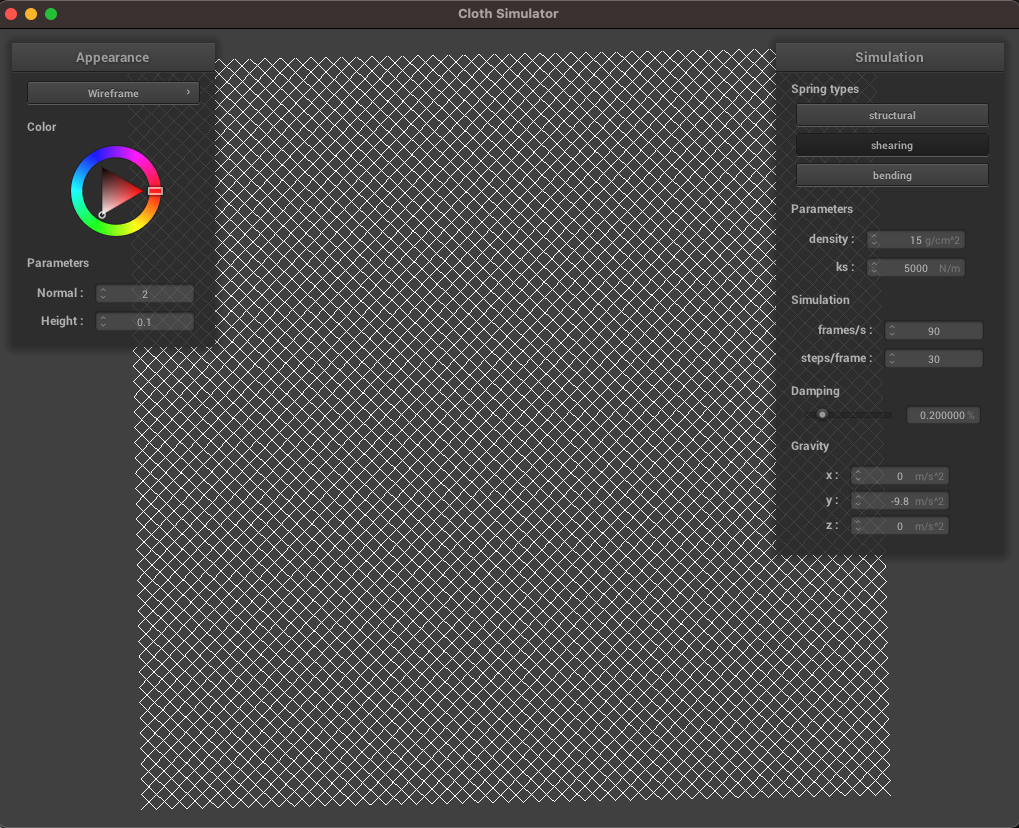 Cloth Simulator
Appearance
Wireframe ›
Color
Parameters
Normal : 2
Height : 0.1
Simulation
Spring types
structural
shearing
bending
Parameters
density : 15 g/cm^2
ks : 5000 N/m
Simulation
frames/s : 90
steps/frame : 30
Damping
0.200000 %
Gravity
x : 0 m/s^2
y : -9.8 m/s^2
z : 0 m/s^2